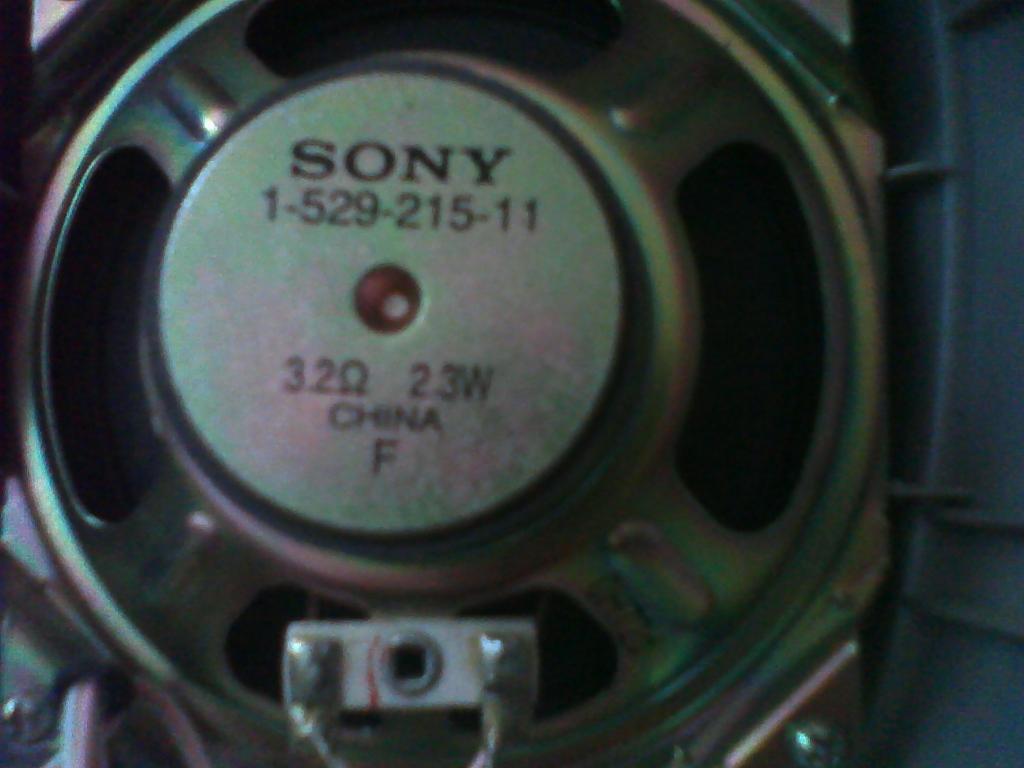 SONY
1-529-215-11
3.2Ω 2.3W
CHINA
F